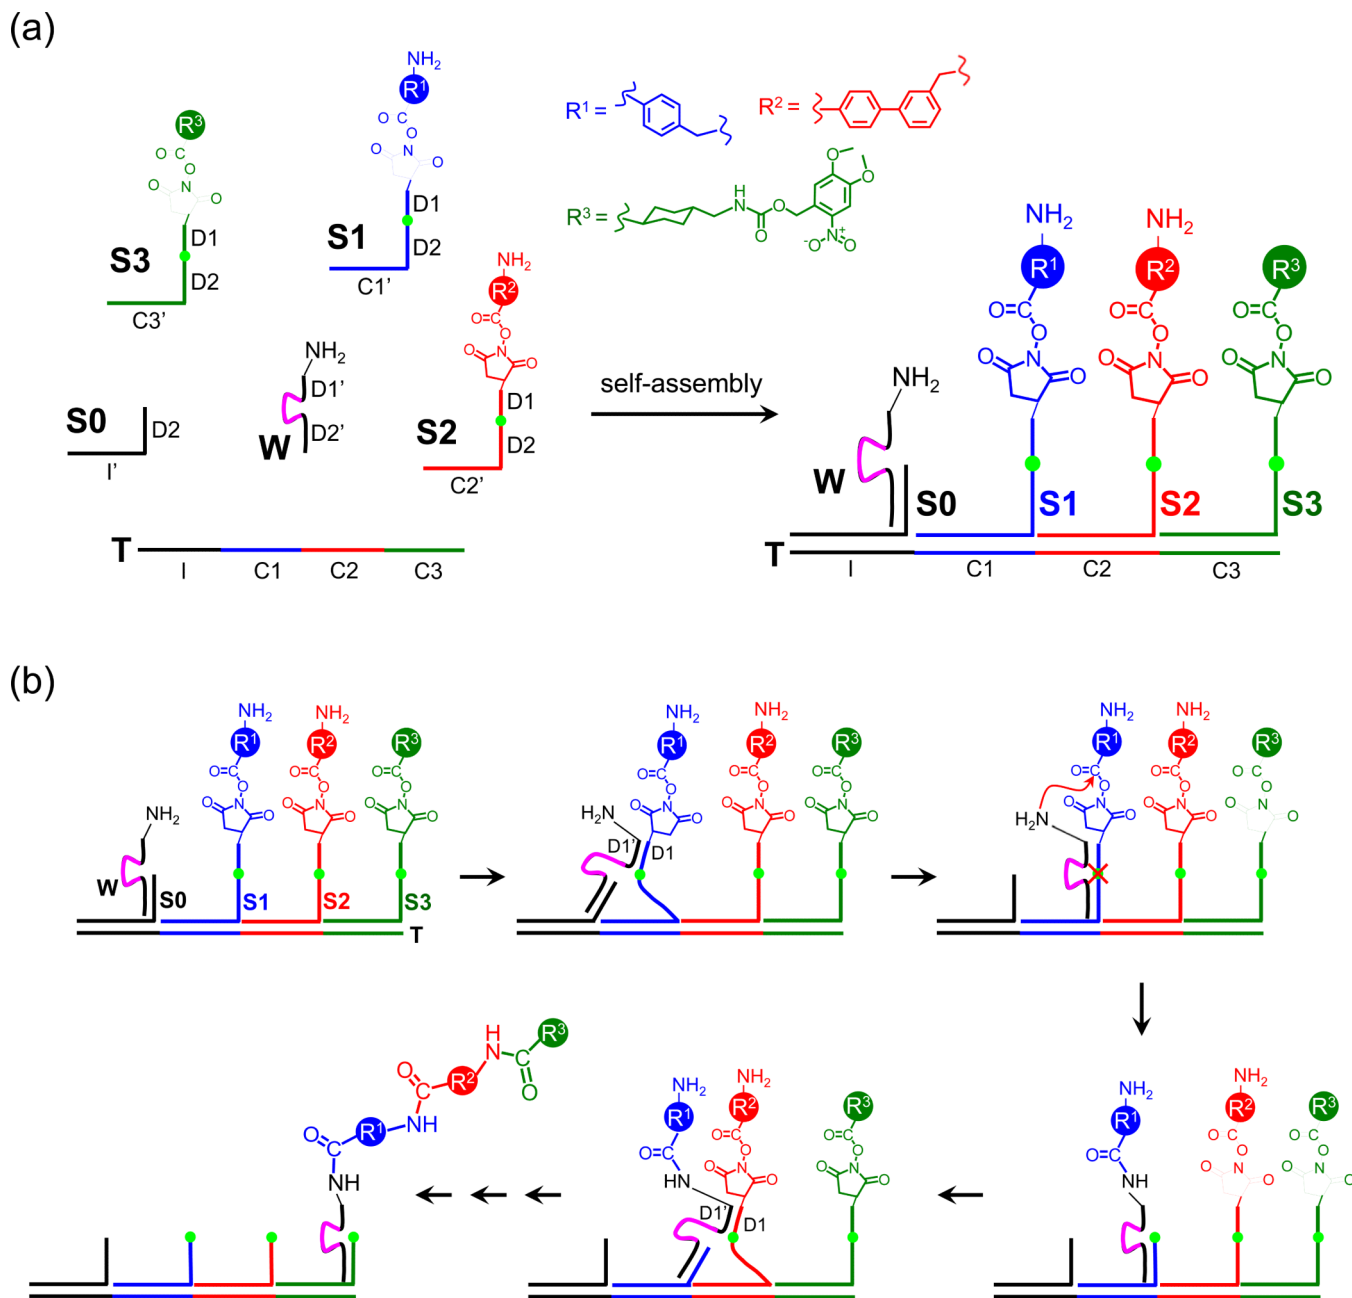 (a)
NH2
R1
O C O
O N O
D1
D2
S1
C1'
R3
O C O
O N O
D1
D2
S3
C3'
R1 =
R2 =
R3 =
H
N
O
O
O
O
-O
N+
O
NH2
R2
O=C
O
N
O
O
D1
D2
S2
C2'
NH2
D1'
D2'
W
S0
D2
I'
T
I
C1
C2
C3
self-assembly
NH2
NH2
R1
R2
R3
O=C
O=C
O=C
O
O
O
O N O
O N O
O N O
NH2
W
S0
S1
S2
S3
T
I
C1
C2
C3
(b)
NH2
NH2
R1
R2
R3
O=C
O=C
O=C
O
O
O
O N O
O N O
O N O
NH2
W
S0
S1
S2
S3
T
NH2
NH2
R1
R2
R3
O=C
O=C
O=C
O
O
O
O N O
O N O
O N O
H2N
D1'
D1
NH2
NH2
R1
R2
R3
O=C
O=C
O C
O
O
O
O N O
O N O
O N O
H2N
H
N
R3
O
C
C
O
R2
O
C
R1
NH
NH
NH2
NH2
R1
R2
R3
O=C
O=C
O=C
HN
O
O
O N O
O N O
D1'
D1
NH2
NH2
R1
R2
R3
O=C
O C
O C
HN
O
O
O N O
O N O